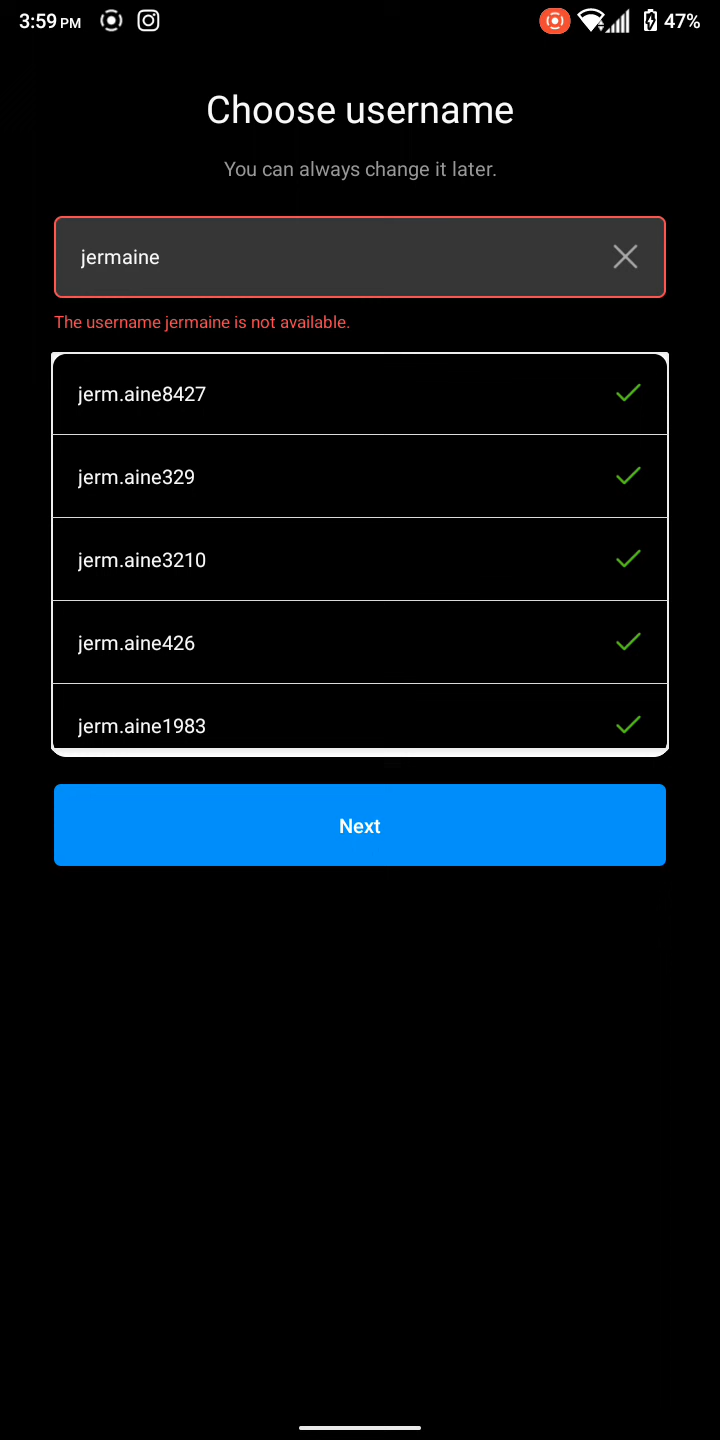 3:59 PM 47%
Choose username
You can always change it later.
jermaine
The username jermaine is not available.
jerm.aine8427
jerm.aine329
jerm.aine3210
jerm.aine426
jerm.aine1983
Next